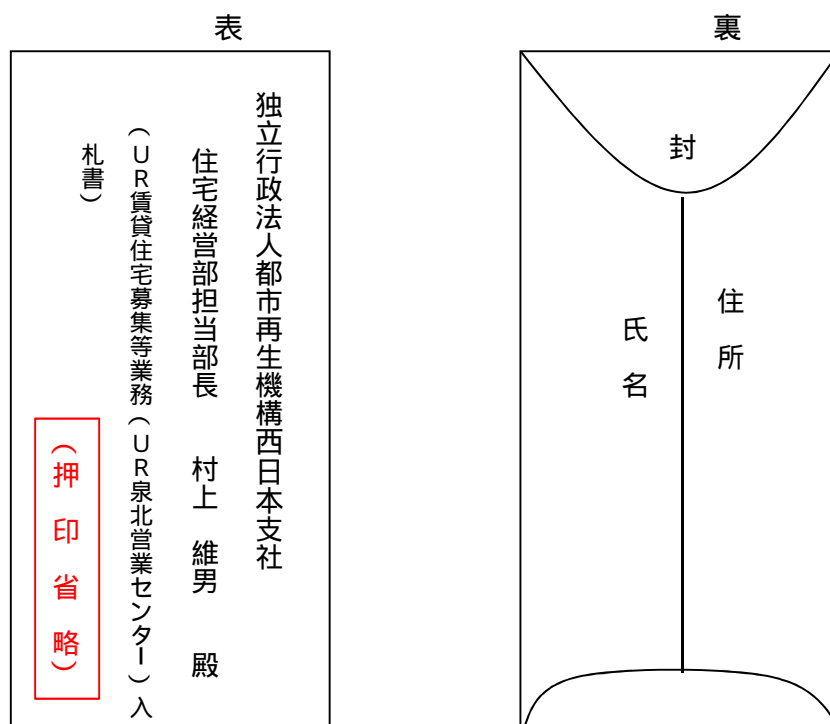 表
独立行政法人都市再生機構西日本支社
住宅経営部担当部長　村上　維男　殿
(UR賃貸住宅募集等業務(UR泉北営業センター)入
札書)
(押印省略)
裏
封
住所
氏名